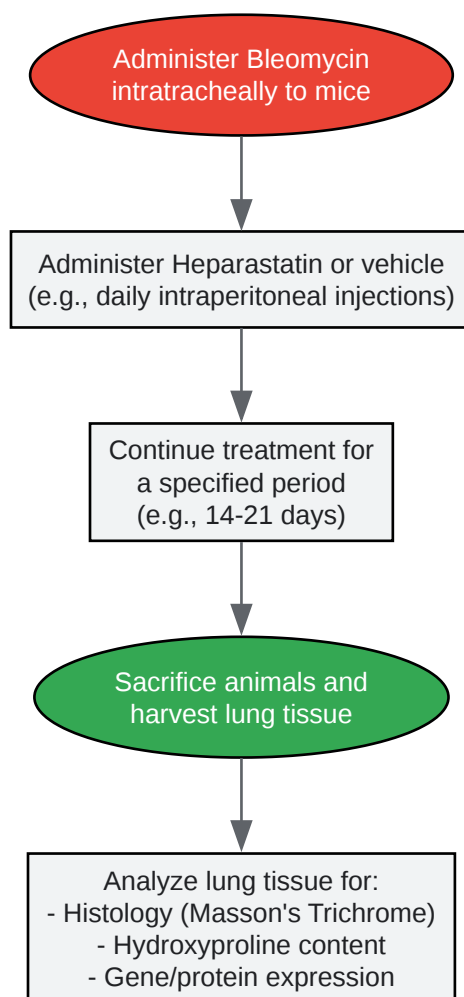 Administer Bleomycin
intratracheally to mice
Administer Heparastatin or vehicle
(e.g., daily intraperitoneal injections)
Continue treatment for
a specified period
(e.g., 14-21 days)
Sacrifice animals and
harvest lung tissue
Analyze lung tissue for:
- Histology (Masson's Trichrome)
- Hydroxyproline content
- Gene/protein expression